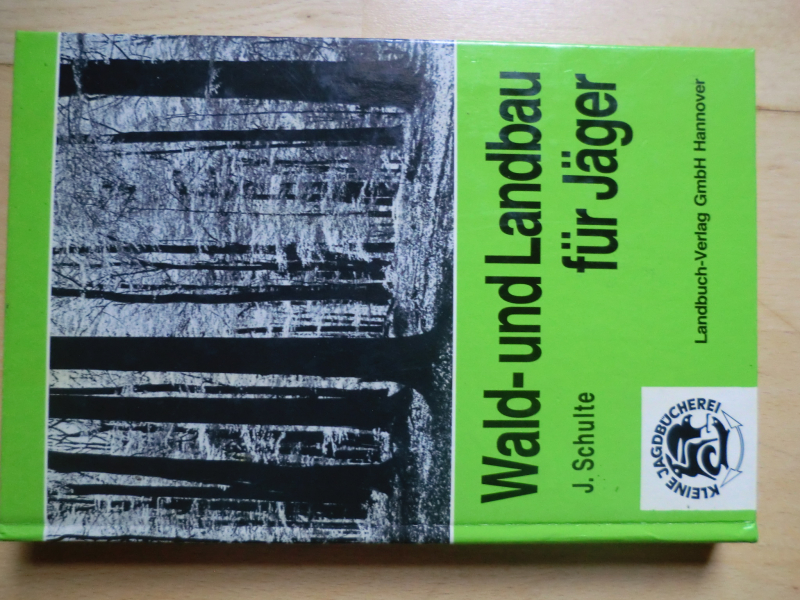 Wald- und Landbau
für Jäger
J. Schulte
KLEINE JAGDBÜCHEREI
Landbuch-Verlag GmbH Hannover